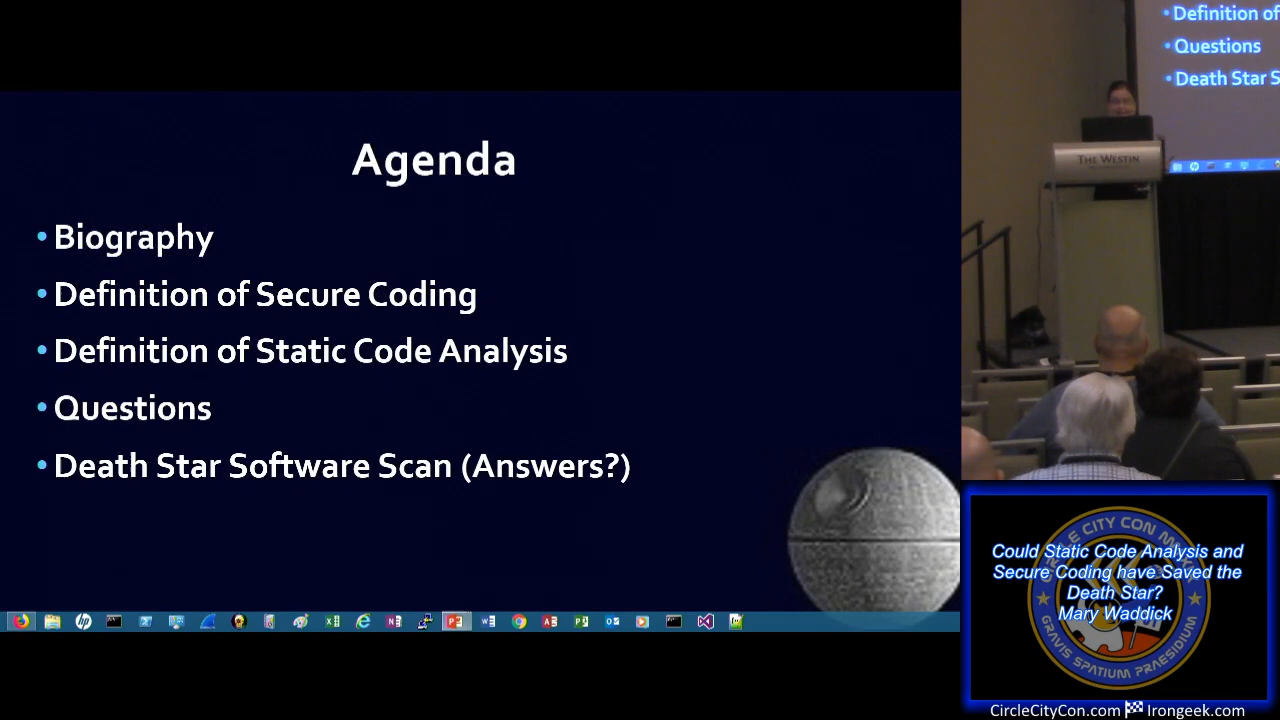 Agenda
• Biography
• Definition of Secure Coding
• Definition of Static Code Analysis
• Questions
• Death Star Software Scan (Answers?)
• Definition of
• Questions
• Death Star S
THE WESTIN
CIRCLE CITY CON
GRAVIS SPATIUM PRAESIDIUM
Could Static Code Analysis and
Secure Coding have Saved the
Death Star?
Mary Waddick
CircleCityCon.com Irongeek.com